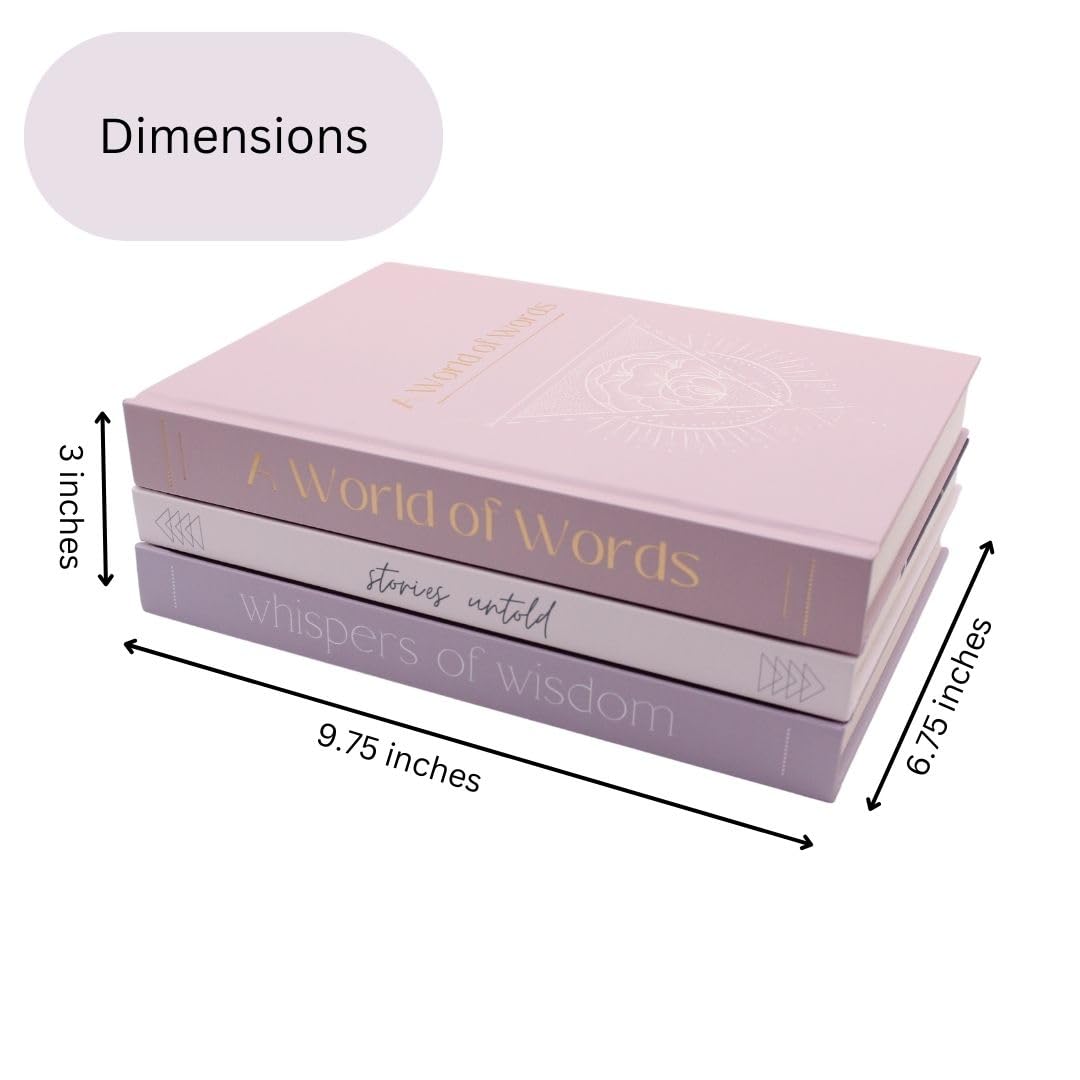 Dimensions
A World of Words
A World of Words
stories untold
whispers of wisdom
3 inches
9.75 inches
6.75 inches